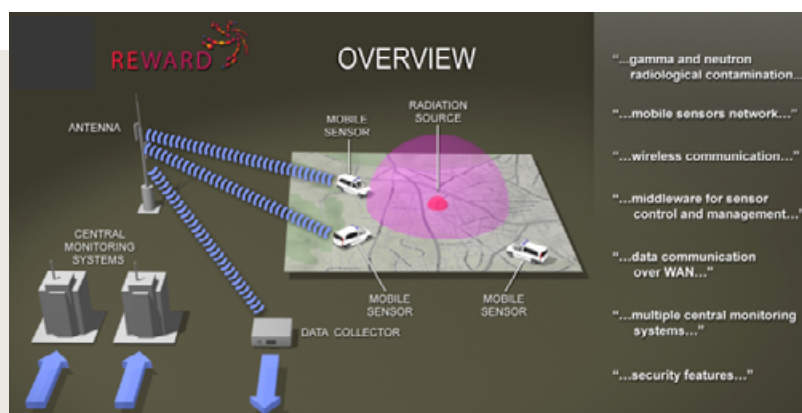 REWARD
OVERVIEW
ANTENNA
MOBILE
SENSOR
RADIATION
SOURCE
CENTRAL
MONITORING
SYSTEMS
MOBILE
SENSOR
MOBILE
SENSOR
DATA COLLECTOR
“...gamma and neutron
radiological contamination...
“...mobile sensors network...”
“...wireless communication...”
“...middleware for sensor
control and management...”
“...data communication
over WAN...”
“...multiple central monitoring
systems...”
“...security features...”